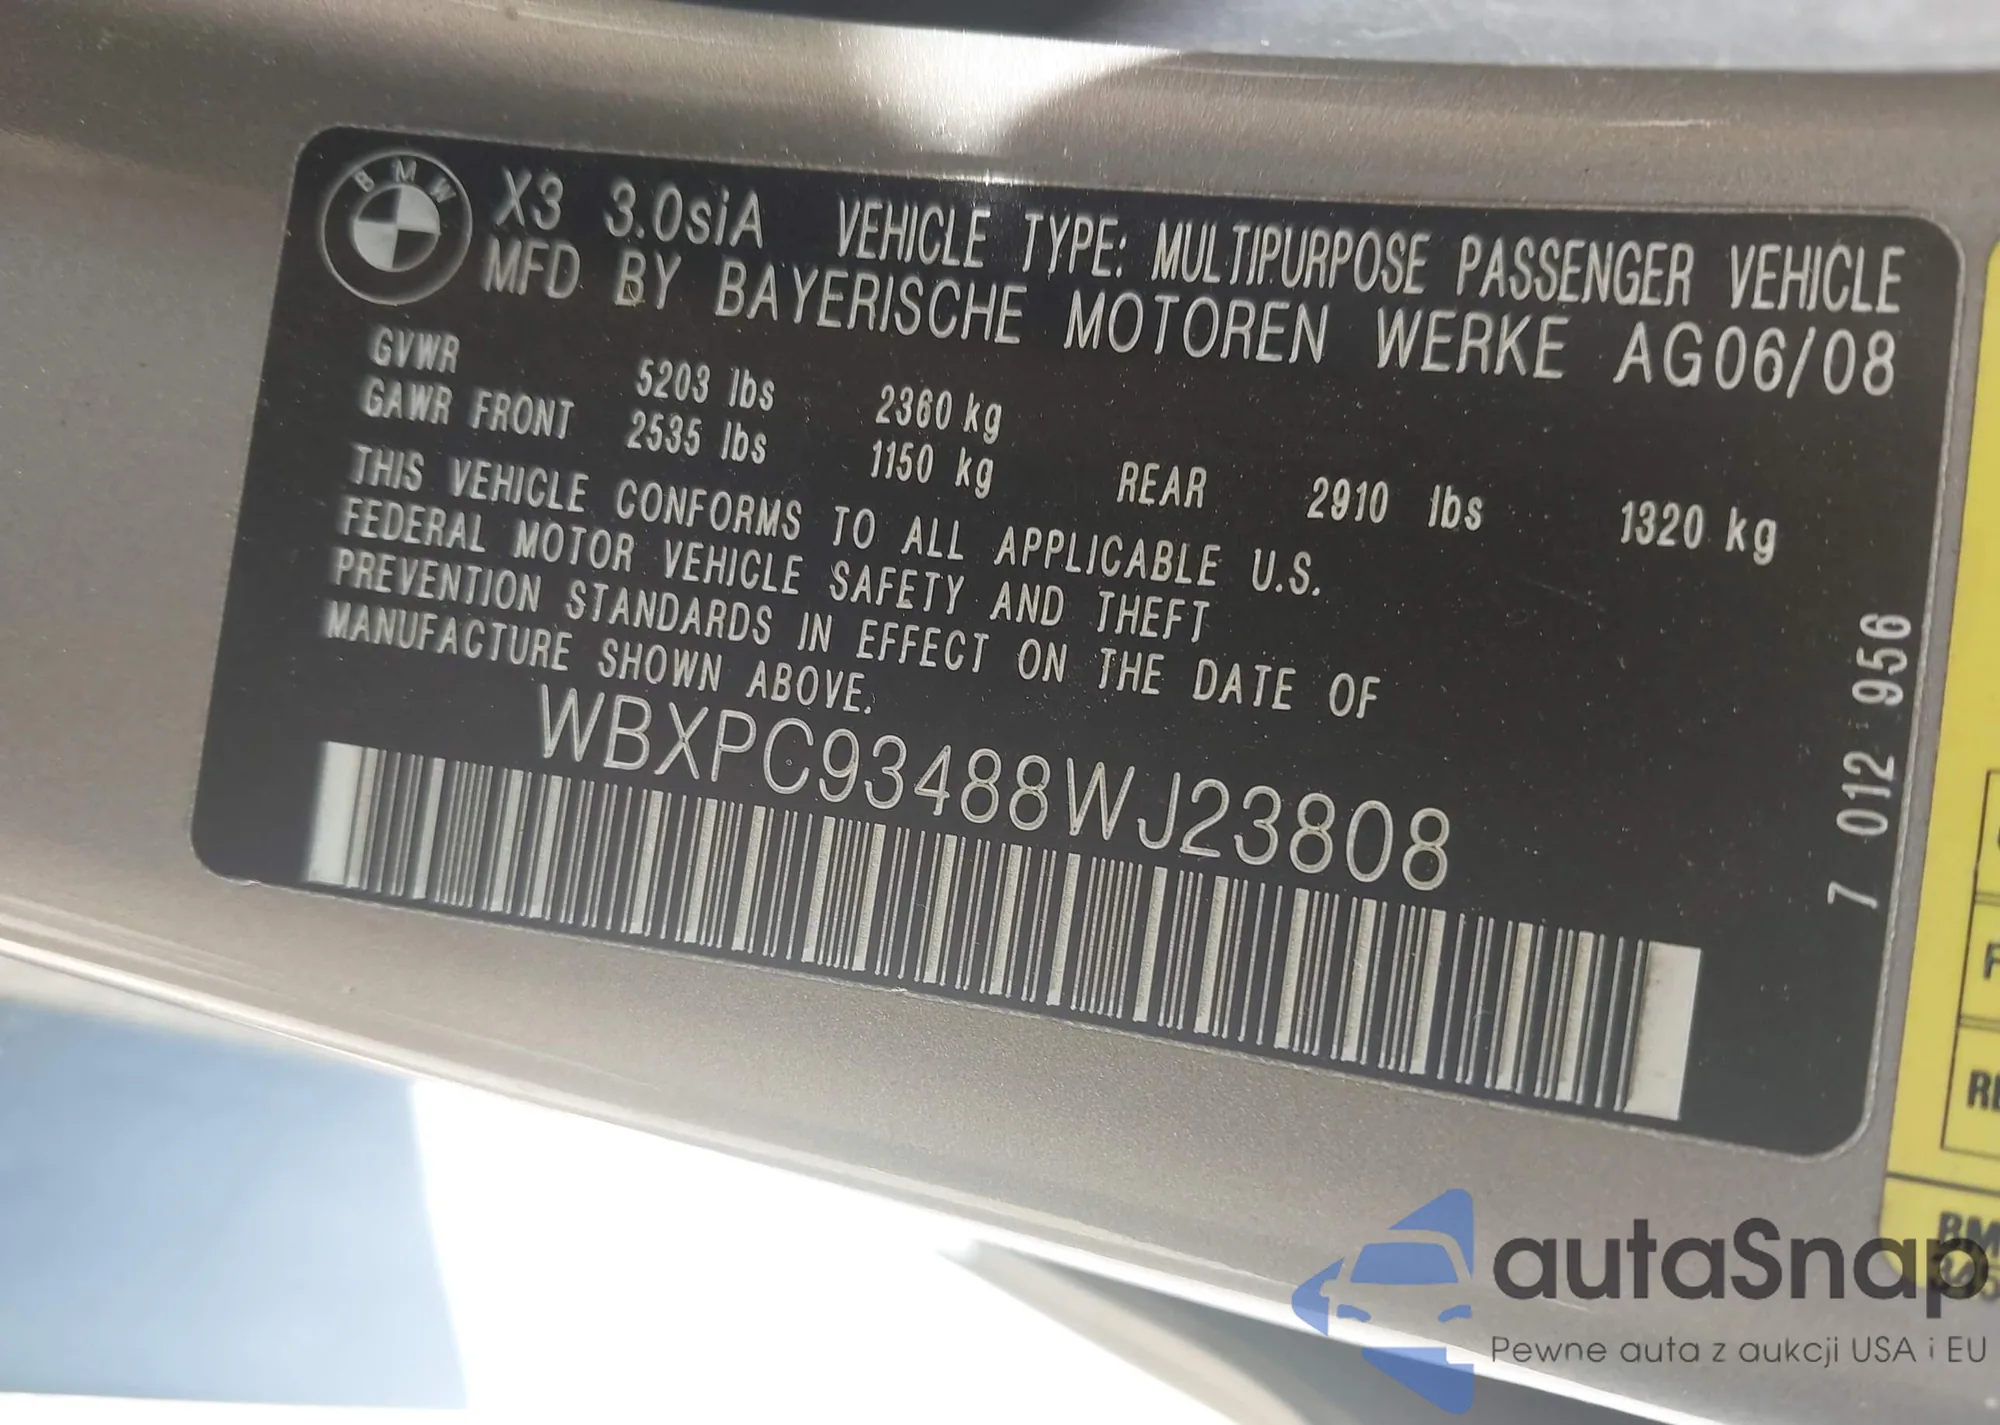 BMW
X3 3.0siA VEHICLE TYPE: MULTIPURPOSE PASSENGER VEHICLE
MFD BY BAYERISCHE MOTOREN WERKE AG06/08
GVWR 5203 lbs 2360 kg
GAWR FRONT 2535 lbs 1150 kg REAR 2910 lbs 1320 kg
THIS VEHICLE CONFORMS TO ALL APPLICABLE U.S.
FEDERAL MOTOR VEHICLE SAFETY AND THEFT
PREVENTION STANDARDS IN EFFECT ON THE DATE OF
MANUFACTURE SHOWN ABOVE.
WBXPC93488WJ23808
7 012 956
autaSnap
Pewne auta z aukcji USA i EU